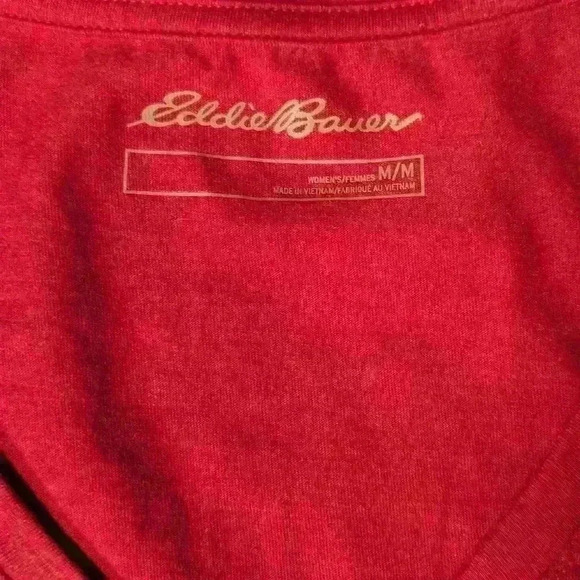 Eddie Bauer
WOMEN'S/FEMMES M/M
MADE IN VIETNAM/FABRIQUÉ AU VIETNAM